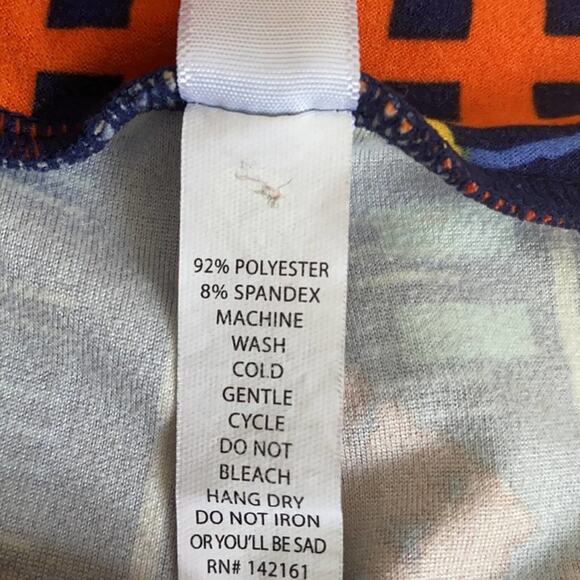 92% POLYESTER
8% SPANDEX
MACHINE
WASH
COLD
GENTLE
CYCLE
DO NOT
BLEACH
HANG DRY
DO NOT IRON
OR YOU'LL BE SAD
RN# 142161